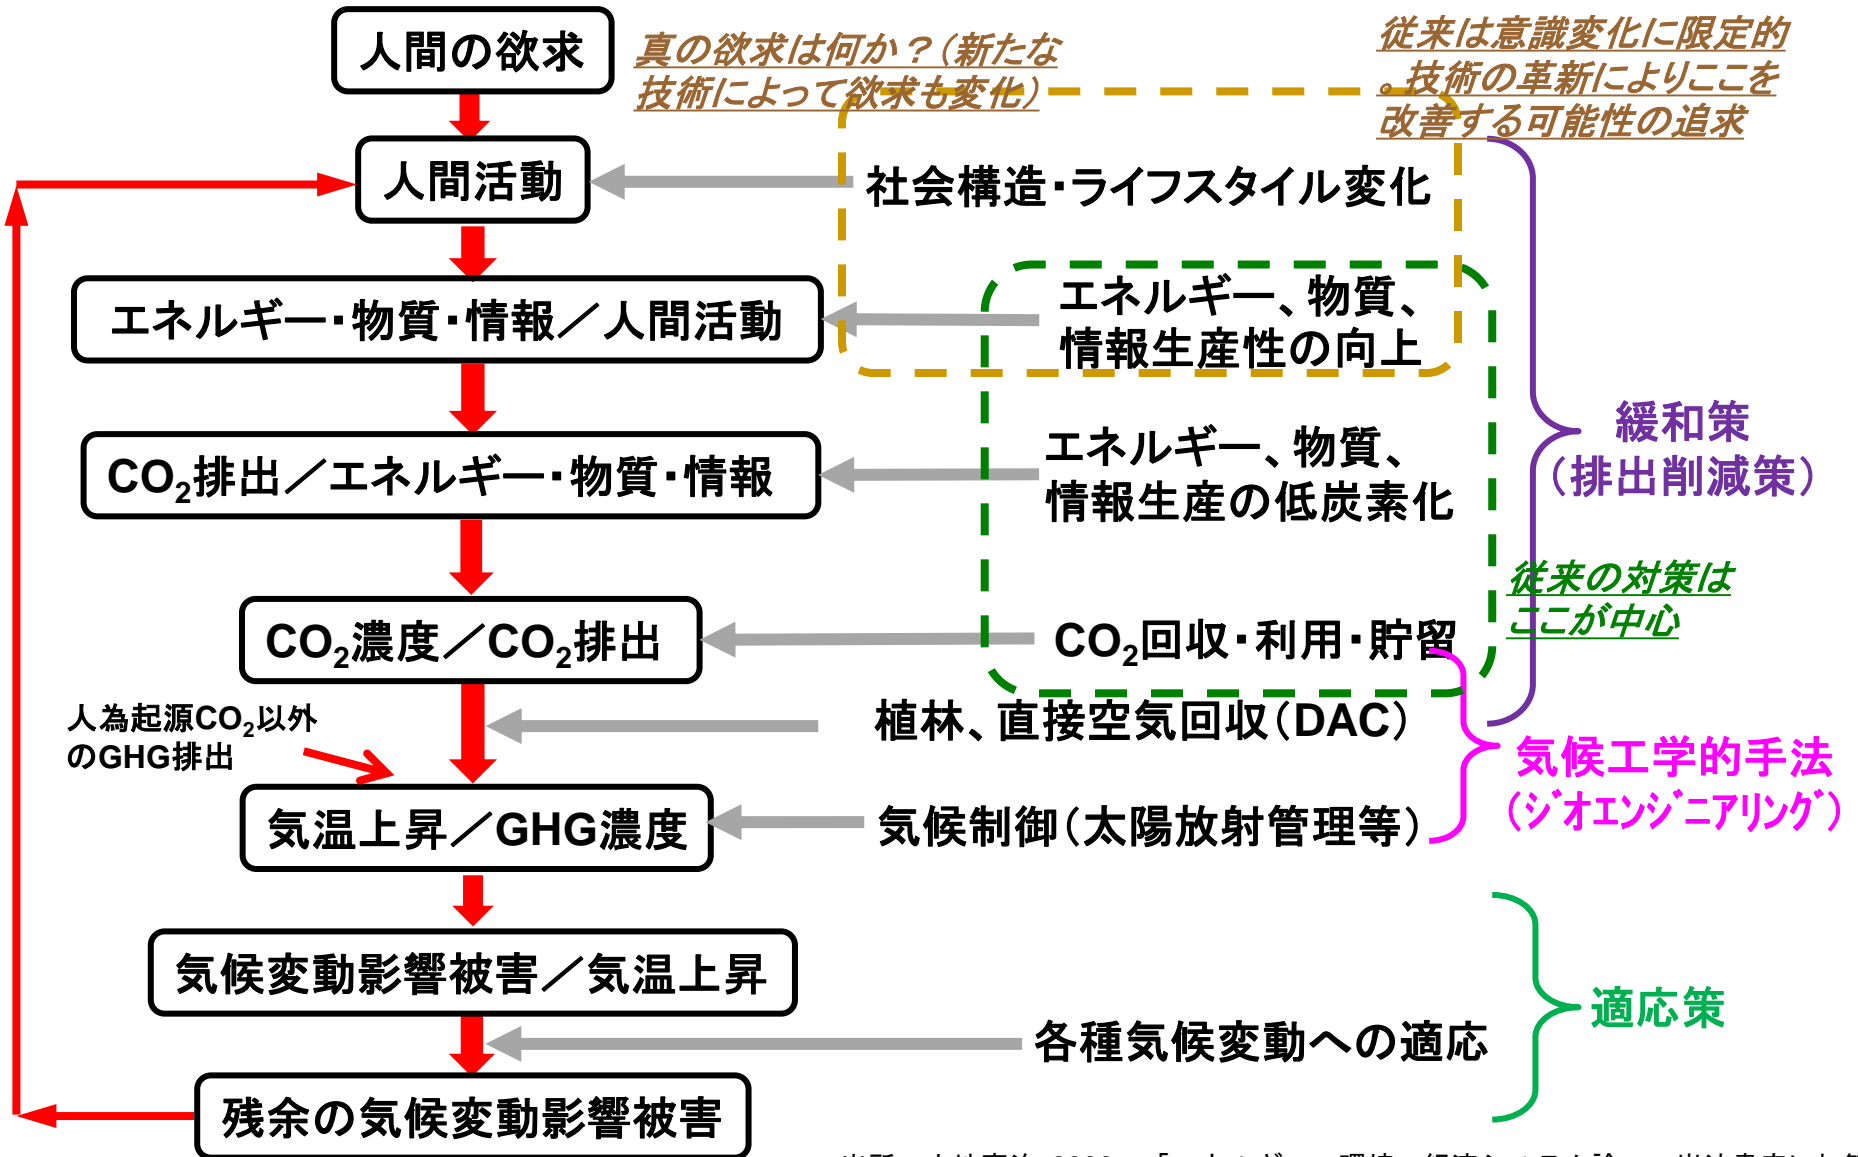 人間の欲求
真の欲求は何か？（新たな
技術によって欲求も変化）
従来は意識変化に限定的
。技術の革新によりここを
改善する可能性の追求
人間活動
社会構造・ライフスタイル変化
エネルギー・物質・情報／人間活動
エネルギー、物質、
情報生産性の向上
緩和策
（排出削減策）
CO₂排出／エネルギー・物質・情報
エネルギー、物質、
情報生産の低炭素化
従来の対策は
ここが中心
CO₂濃度／CO₂排出
CO₂回収・利用・貯留
人為起源CO₂以外
のGHG排出
植林、直接空気回収（DAC）
気候工学的手法
（ｼﾞｵｴﾝｼﾞﾆｱﾘﾝｸﾞ）
気温上昇／GHG濃度
気候制御（太陽放射管理等）
気候変動影響被害／気温上昇
適応策
各種気候変動への適応
残余の気候変動影響被害